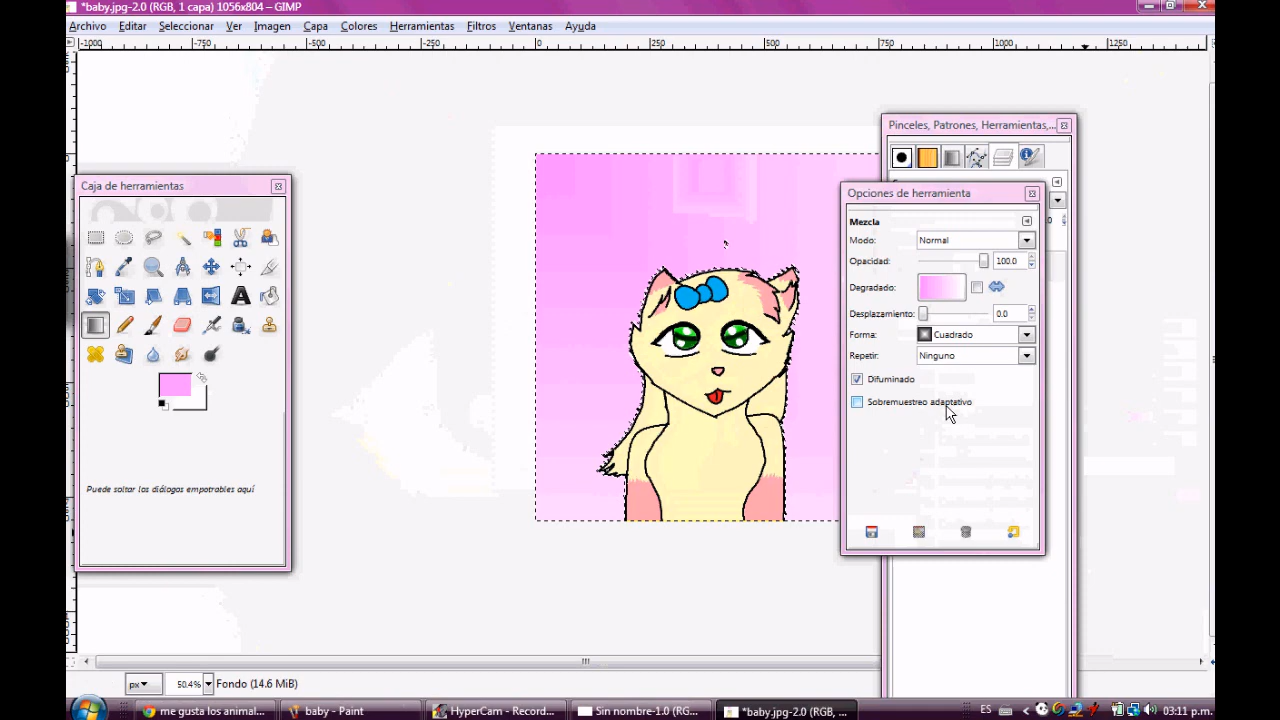 *baby.jpg-2.0 (RGB, 1 capa) 1056x804 – GIMP
Archivo Editar Seleccionar Ver Imagen Capa Colores Herramientas Filtros Ventanas Ayuda
-1000 -750 -500 -250 0 250 500 750 1000 1250
Pinceles, Patrones, Herramientas,...
Caja de herramientas
Opciones de herramienta
Mezcla
Modo: Normal
Opacidad: 100.0
Degradado:
Desplazamiento: 0.0
Forma: Cuadrado
Repetir: Ninguno
Difuminado
Sobremuestreo adaptativo
Puede soltar los diálogos empotrables aquí
px 50.4% Fondo (14.6 MiB)
me gusta los animal... baby - Paint HyperCam - Record... Sin nombre-1.0 (RG... *baby.jpg-2.0 (RGB, ... ES 03:11 p.m.